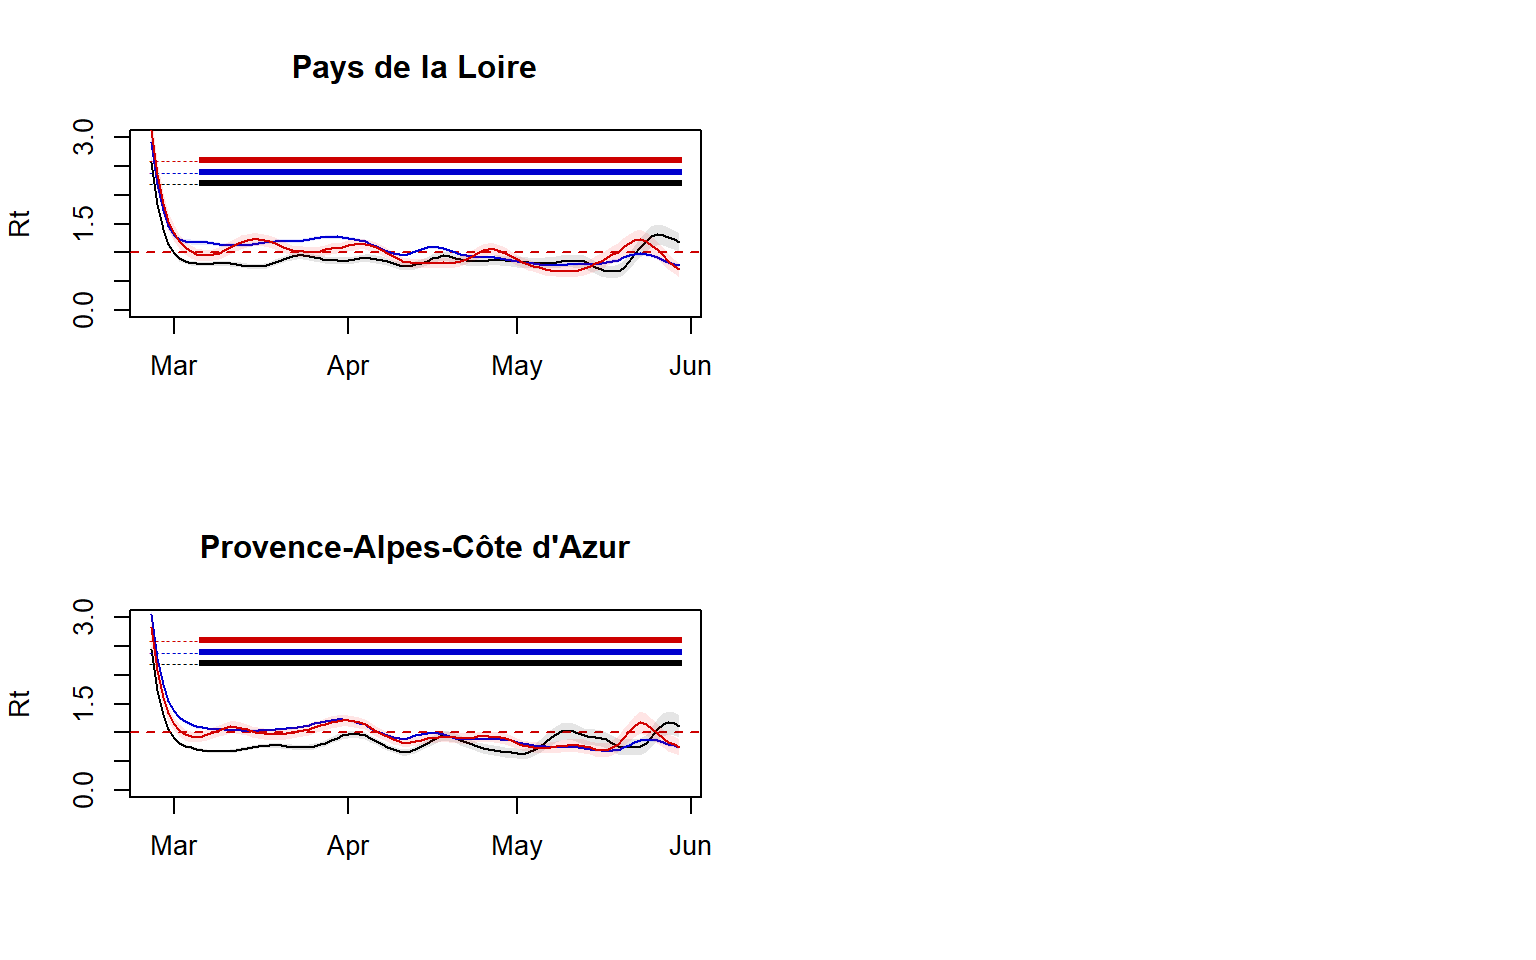 Pays de la Loire
3.0
1.5
0.0
Rt
Mar Apr May Jun
Provence-Alpes-Côte d'Azur
3.0
1.5
0.0
Rt
Mar Apr May Jun